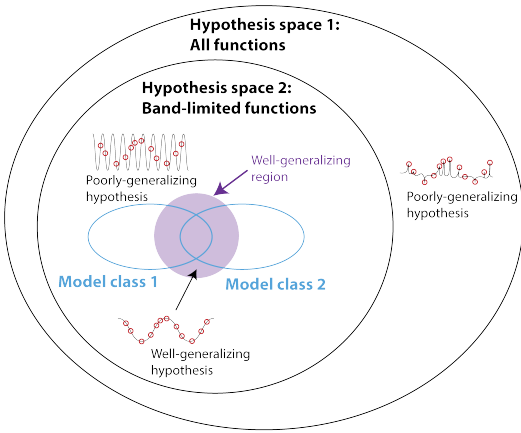 Hypothesis space 1:
All functions
Hypothesis space 2:
Band-limited functions
Well-generalizing
region
Poorly-generalizing
hypothesis
Poorly-generalizing
hypothesis
Model class 1
Model class 2
Well-generalizing
hypothesis